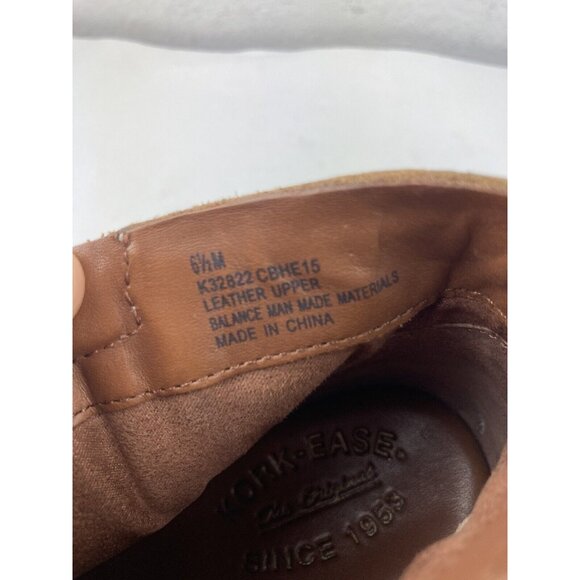 6½M
K32822 CBHE15
LEATHER UPPER
BALANCE MAN MADE MATERIALS
MADE IN CHINA
KORK-EASE.
The Original
SINCE 1953